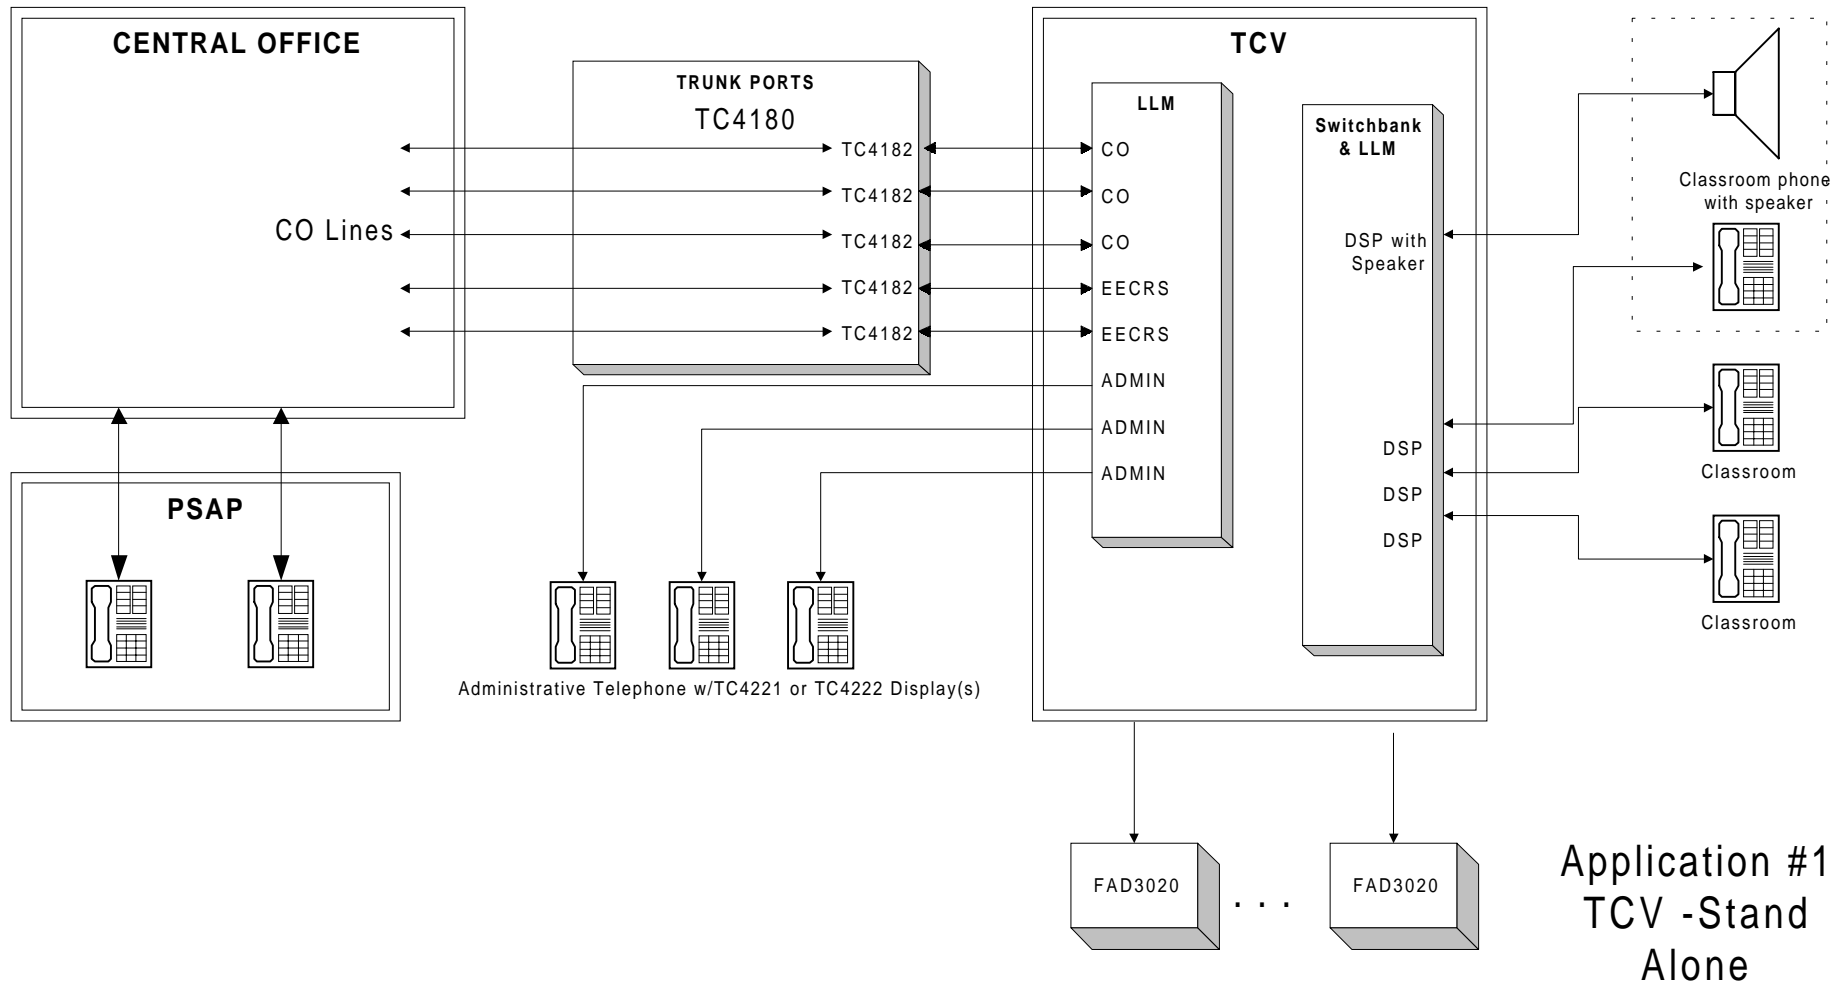 CENTRAL OFFICE
CO Lines
PSAP
TRUNK PORTS
TC4180
TC4182
TC4182
TC4182
TC4182
TC4182
TCV
LLM
CO
CO
CO
EECRS
EECRS
ADMIN
ADMIN
ADMIN
Switchbank
& LLM
DSP with
Speaker
DSP
DSP
DSP
Classroom phone
with speaker
Classroom
Classroom
Administrative Telephone w/TC4221 or TC4222 Display(s)
FAD3020
. . .
FAD3020
Application #1
TCV -Stand
Alone